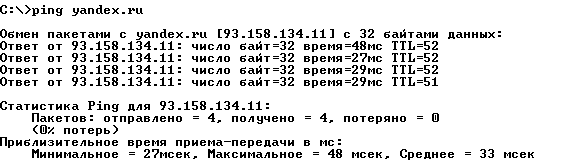 C:\>ping yandex.ru
Обмен пакетами с yandex.ru [93.158.134.11] с 32 байтами данных:
Ответ от 93.158.134.11: число байт=32 время=48мс TTL=52
Ответ от 93.158.134.11: число байт=32 время=27мс TTL=52
Ответ от 93.158.134.11: число байт=32 время=29мс TTL=52
Ответ от 93.158.134.11: число байт=32 время=29мс TTL=51
Статистика Ping для 93.158.134.11:
Пакетов: отправлено = 4, получено = 4, потеряно = 0
(0% потерь)
Приблизительное время приема-передачи в мс:
Минимальное = 27мсек, Максимальное = 48 мсек, Среднее = 33 мсек